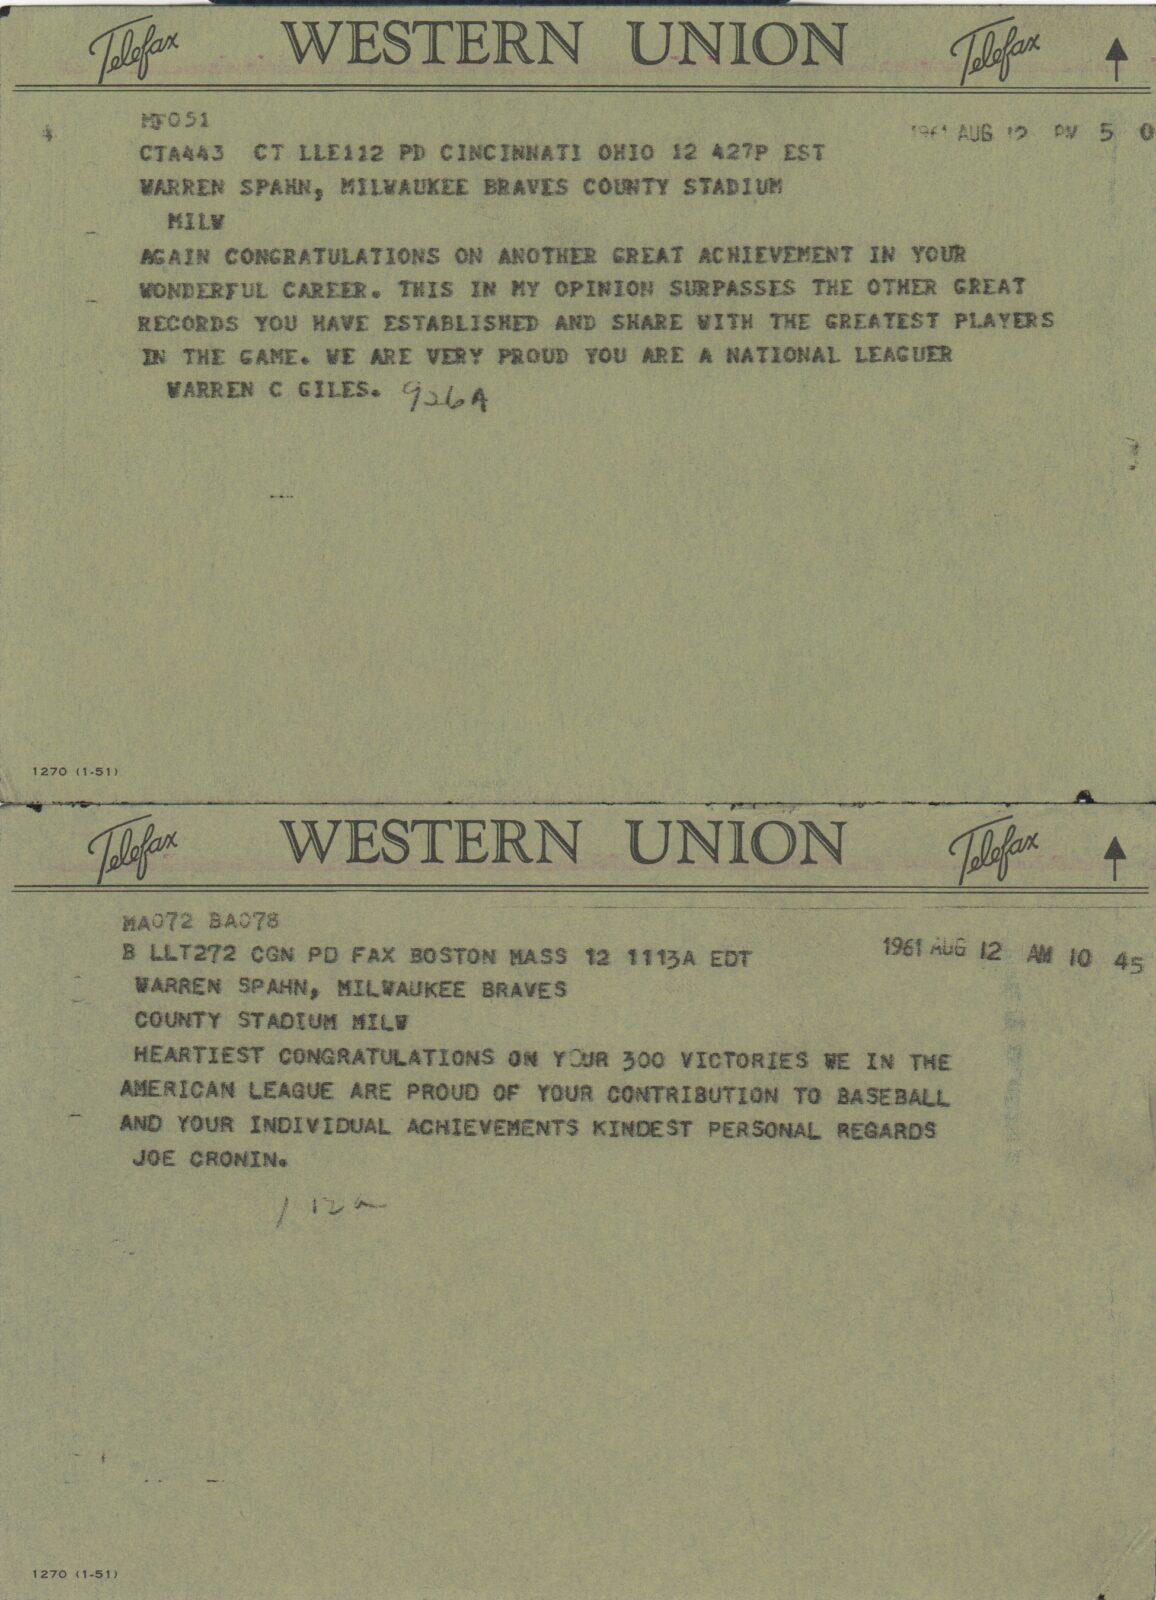 Telefax WESTERN UNION Telefax
MF051
1961 AUG 12 PM 5 0
CTA443 CT LLE112 PD CINCINNATI OHIO 12 427P EST
WARREN SPAHN, MILWAUKEE BRAVES COUNTY STADIUM
MILW
AGAIN CONGRATULATIONS ON ANOTHER GREAT ACHIEVEMENT IN YOUR
WONDERFUL CAREER. THIS IN MY OPINION SURPASSES THE OTHER GREAT
RECORDS YOU HAVE ESTABLISHED AND SHARE WITH THE GREATEST PLAYERS
IN THE GAME. WE ARE VERY PROUD YOU ARE A NATIONAL LEAGUER
WARREN C GILES. 926A
1270 (1-51)
Telefax WESTERN UNION Telefax
MA072 BA078
B LLT272 CGN PD FAX BOSTON MASS 12 1113A EDT 1961 AUG 12 AM 10 45
WARREN SPAHN, MILWAUKEE BRAVES
COUNTY STADIUM MILW
HEARTIEST CONGRATULATIONS ON YOUR 300 VICTORIES WE IN THE
AMERICAN LEAGUE ARE PROUD OF YOUR CONTRIBUTION TO BASEBALL
AND YOUR INDIVIDUAL ACHIEVEMENTS KINDEST PERSONAL REGARDS
JOE CRONIN.
1270 (1-51)